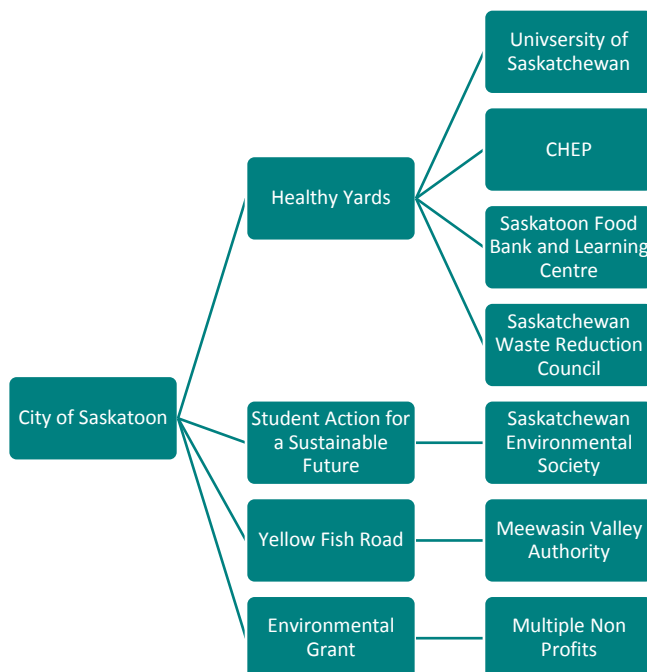 Univsersity of
Saskatchewan
CHEP
Healthy Yards
Saskatoon Food
Bank and Learning
Centre
Saskatchewan
Waste Reduction
Council
City of Saskatoon
Student Action for
a Sustainable
Future
Saskatchewan
Environmental
Society
Yellow Fish Road
Meewasin Valley
Authority
Environmental
Grant
Multiple Non
Profits